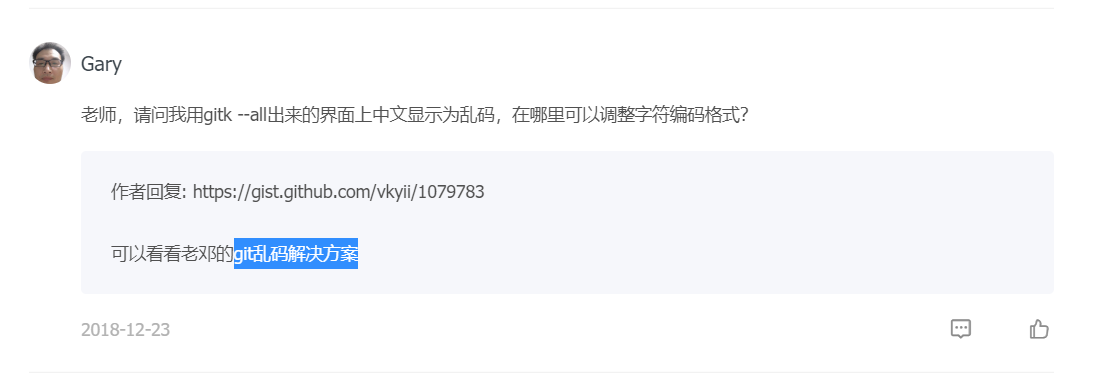 Gary
老师，请问我用gitk --all出来的界面上中文显示为乱码，在哪里可以调整字符编码格式？
作者回复: https://gist.github.com/vkyii/1079783
可以看看老邓的git乱码解决方案
2018-12-23